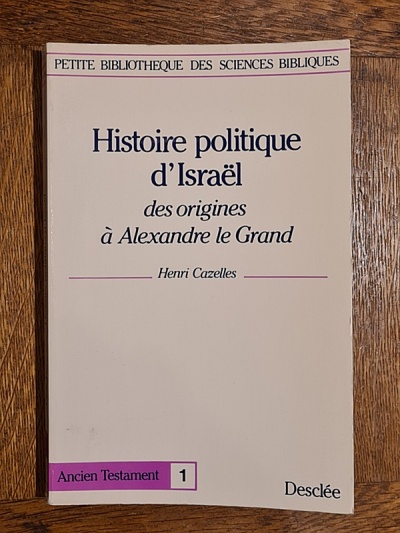 PETITE BIBLIOTHEQUE DES SCIENCES BIBLIQUES
Histoire politique
d'Israël
des origines
à Alexandre le Grand
Henri Cazelles
Ancien Testament 1
Desclée